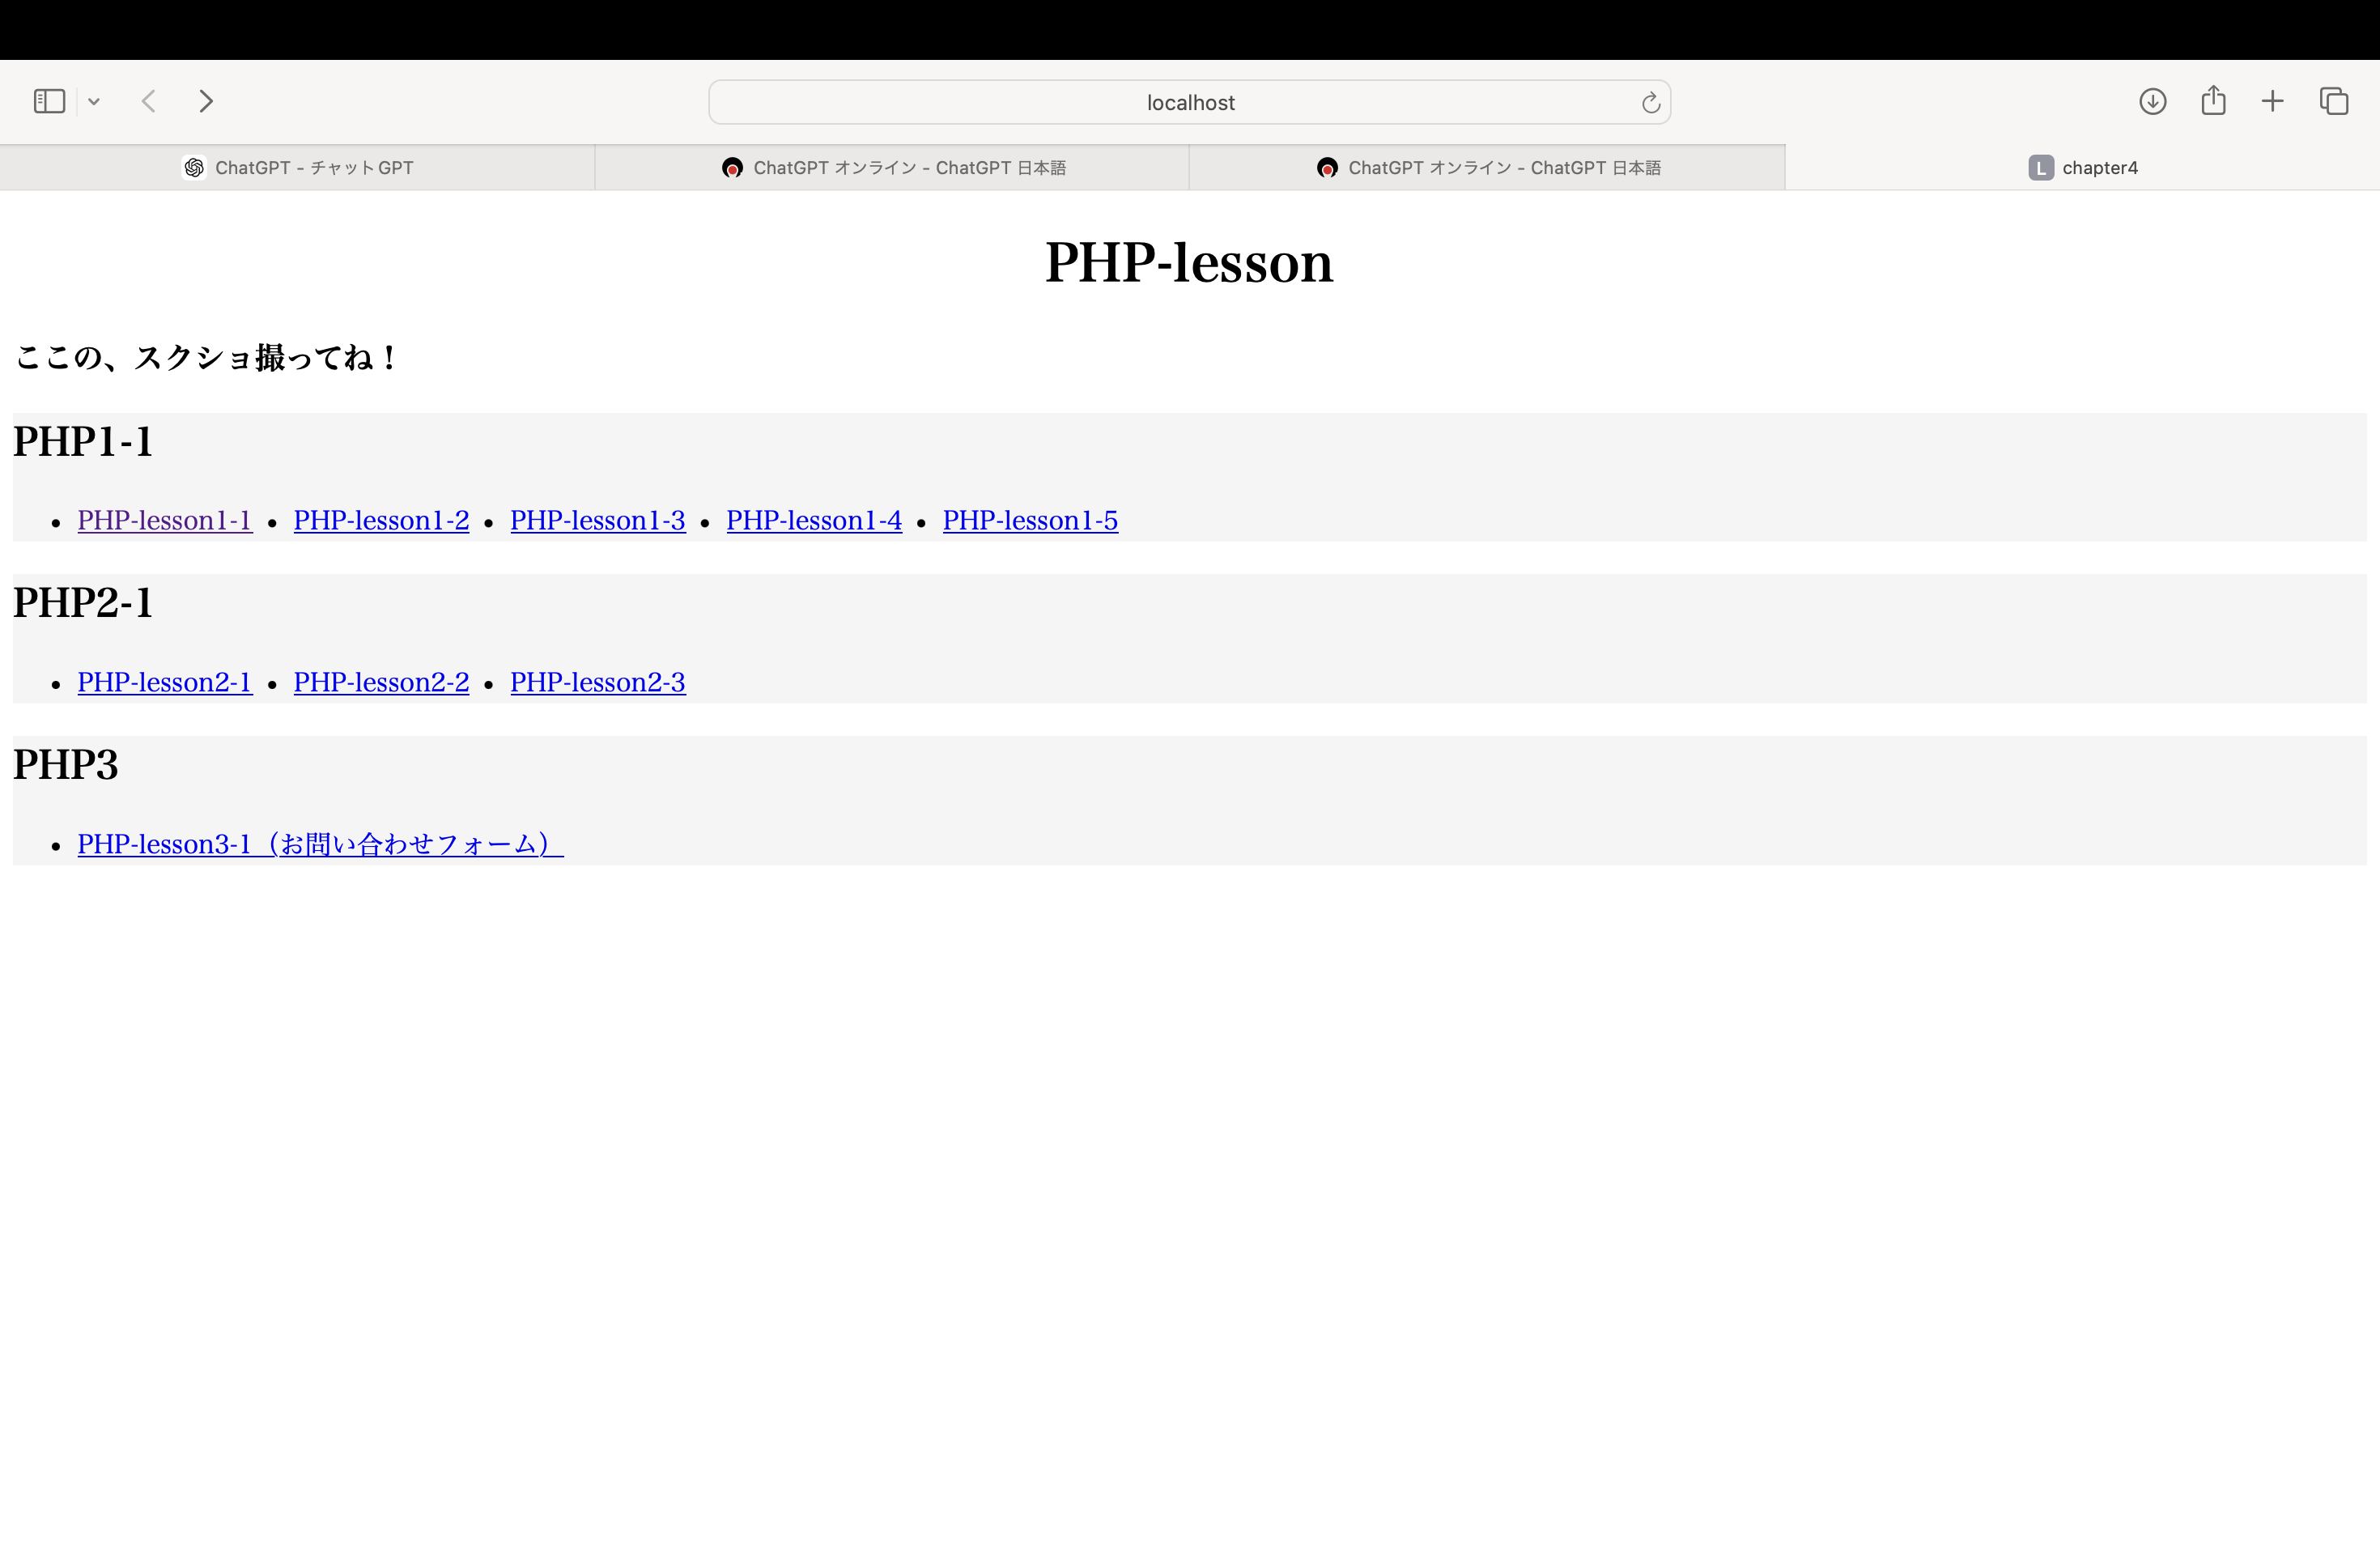 localhost
ChatGPT - チャットGPT
ChatGPT オンライン - ChatGPT 日本語
ChatGPT オンライン - ChatGPT 日本語
L chapter4
PHP-lesson
ここの、スクショ撮ってね！
PHP1-1
• PHP-lesson1-1 • PHP-lesson1-2 • PHP-lesson1-3 • PHP-lesson1-4 • PHP-lesson1-5
PHP2-1
• PHP-lesson2-1 • PHP-lesson2-2 • PHP-lesson2-3
PHP3
• PHP-lesson3-1（お問い合わせフォーム）